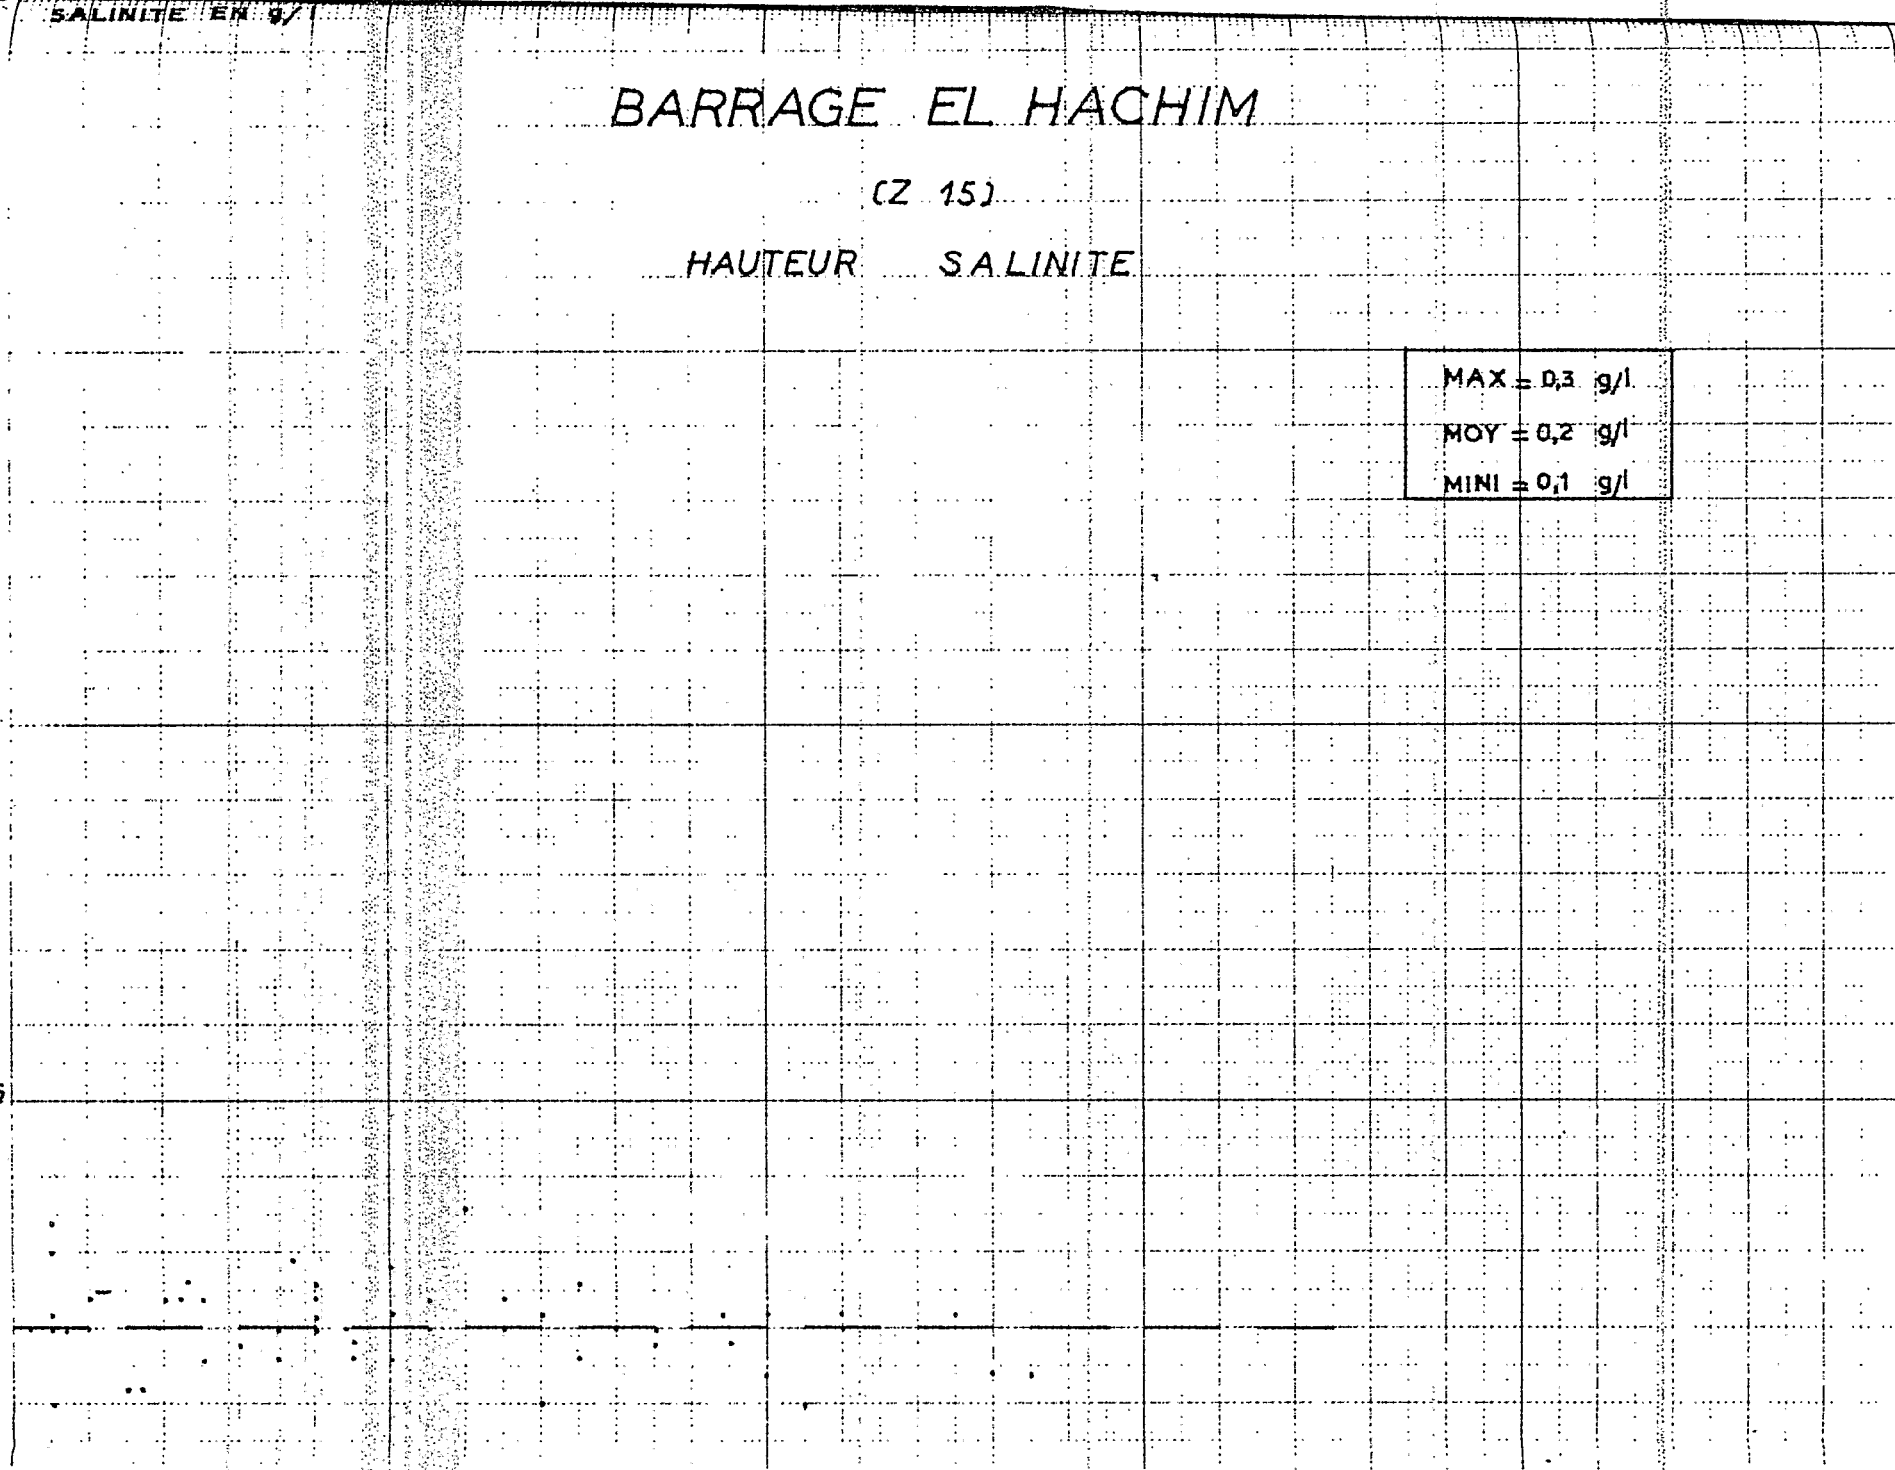 SALINITE EN g/l
BARRAGE EL HACHIM
(Z 15)
HAUTEUR SALINITE
MAX = 0,3 g/l
MOY = 0,2 g/l
MINI = 0,1 g/l